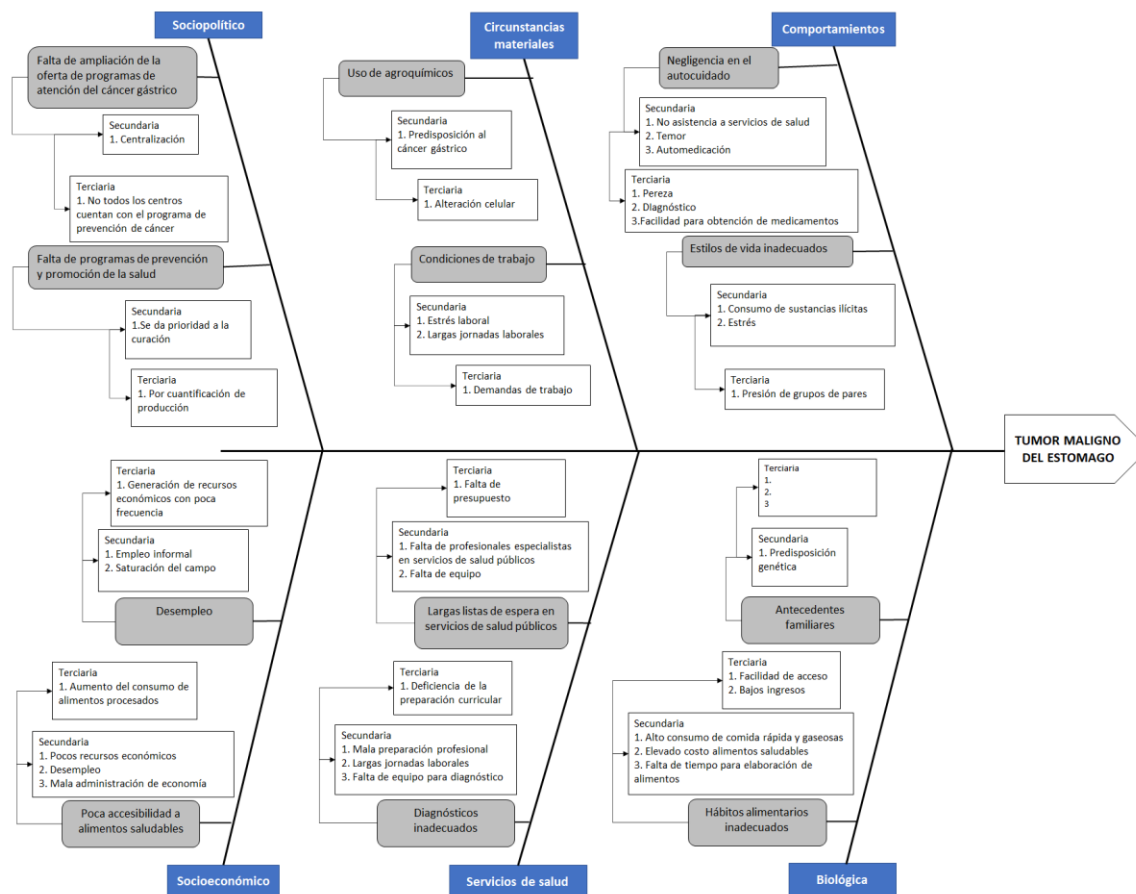 Sociopolítico
Falta de ampliación de la
oferta de programas de
atención del cáncer gástrico
Secundaria
1. Centralización
Terciaria
1. No todos los centros
cuentan con el programa de
prevención de cáncer
Falta de programas de prevención
y promoción de la salud
Secundaria
1.Se da prioridad a la
curación
Terciaria
1. Por cuantificación de
producción
Circunstancias
materiales
Uso de agroquímicos
Secundaria
1. Predisposición al
cáncer gástrico
Terciaria
1. Alteración celular
Condiciones de trabajo
Secundaria
1. Estrés laboral
2. Largas jornadas laborales
Terciaria
1. Demandas de trabajo
Comportamientos
Negligencia en el
autocuidado
Secundaria
1. No asistencia a servicios de salud
2. Temor
3. Automedicación
Terciaria
1. Pereza
2. Diagnóstico
3.Facilidad para obtención de medicamentos
Estilos de vida inadecuados
Secundaria
1. Consumo de sustancias ilícitas
2. Estrés
Terciaria
1. Presión de grupos de pares
TUMOR MALIGNO
DEL ESTOMAGO
Terciaria
1. Generación de recursos
económicos con poca
frecuencia
Secundaria
1. Empleo informal
2. Saturación del campo
Desempleo
Terciaria
1. Aumento del consumo de
alimentos procesados
Secundaria
1. Pocos recursos económicos
2. Desempleo
3. Mala administración de economía
Poca accesibilidad a
alimentos saludables
Socioeconómico
Terciaria
1. Falta de
presupuesto
Secundaria
1. Falta de profesionales especialistas
en servicios de salud públicos
2. Falta de equipo
Largas listas de espera en
servicios de salud públicos
Terciaria
1. Deficiencia de la
preparación curricular
Secundaria
1. Mala preparación profesional
2. Largas jornadas laborales
3. Falta de equipo para diagnóstico
Diagnósticos
inadecuados
Servicios de salud
Terciaria
1.
2.
3
Secundaria
1. Predisposición
genética
Antecedentes
familiares
Terciaria
1. Facilidad de acceso
2. Bajos ingresos
Secundaria
1. Alto consumo de comida rápida y gaseosas
2. Elevado costo alimentos saludables
3. Falta de tiempo para elaboración de
alimentos
Hábitos alimentarios
inadecuados
Biológica